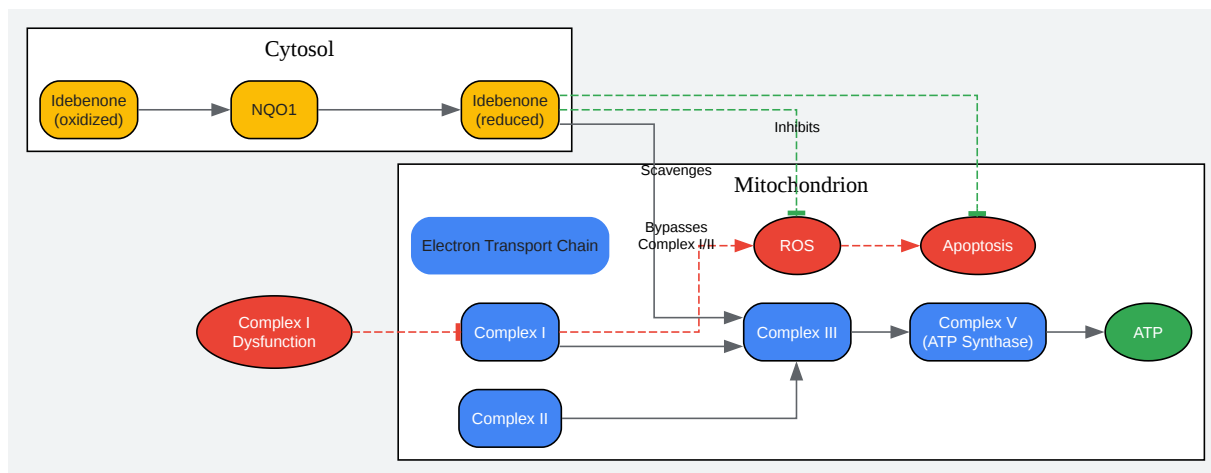 Cytosol
Idebenone
(oxidized)
NQO1
Idebenone
(reduced)
Inhibits
Scavenges
Mitochondrion
Bypasses
Complex I/II
Electron Transport Chain
ROS
Apoptosis
Complex I
Dysfunction
Complex I
Complex III
Complex V
(ATP Synthase)
ATP
Complex II